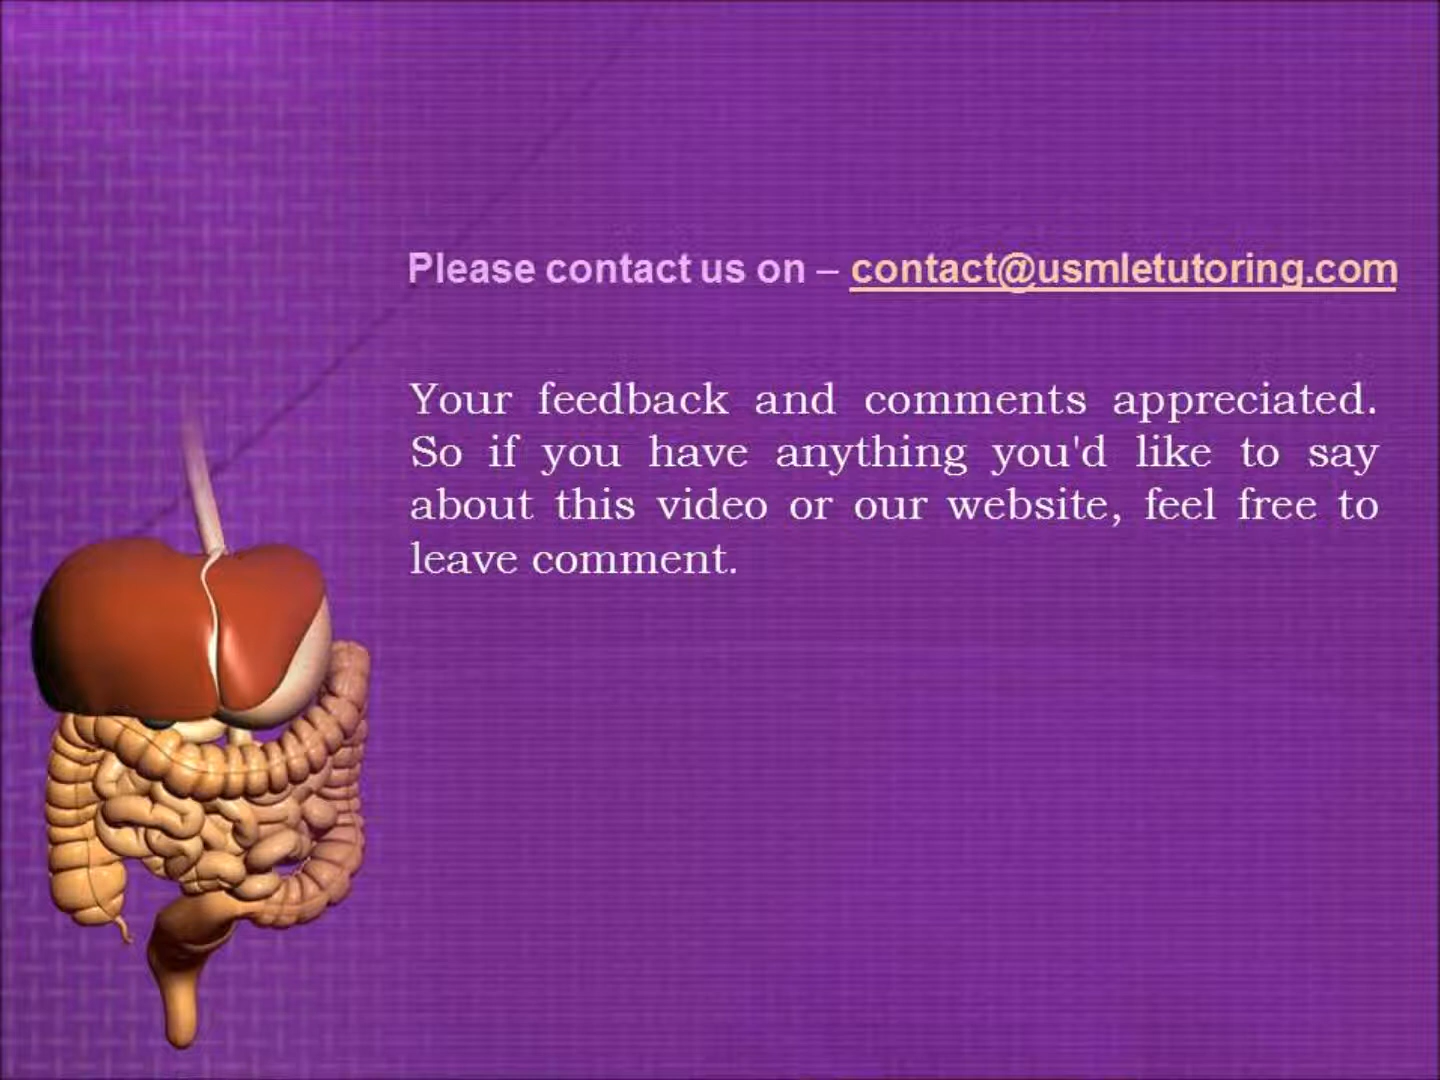 Please contact us on – contact@usmletutoring.com
Your feedback and comments appreciated.
So if you have anything you'd like to say
about this video or our website, feel free to
leave comment.